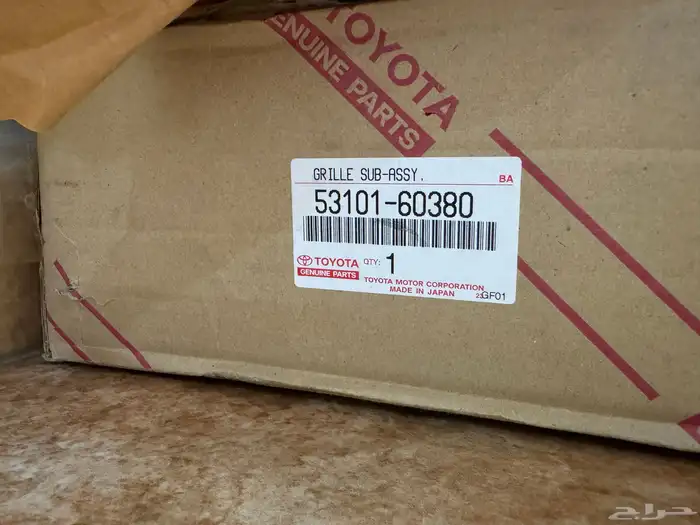 TOYOTA
GENUINE PARTS
GRILLE SUB-ASSY.
BA
53101-60380
TOYOTA
GENUINE PARTS
QTY: 1
TOYOTA MOTOR CORPORATION
MADE IN JAPAN
GF01
حراج